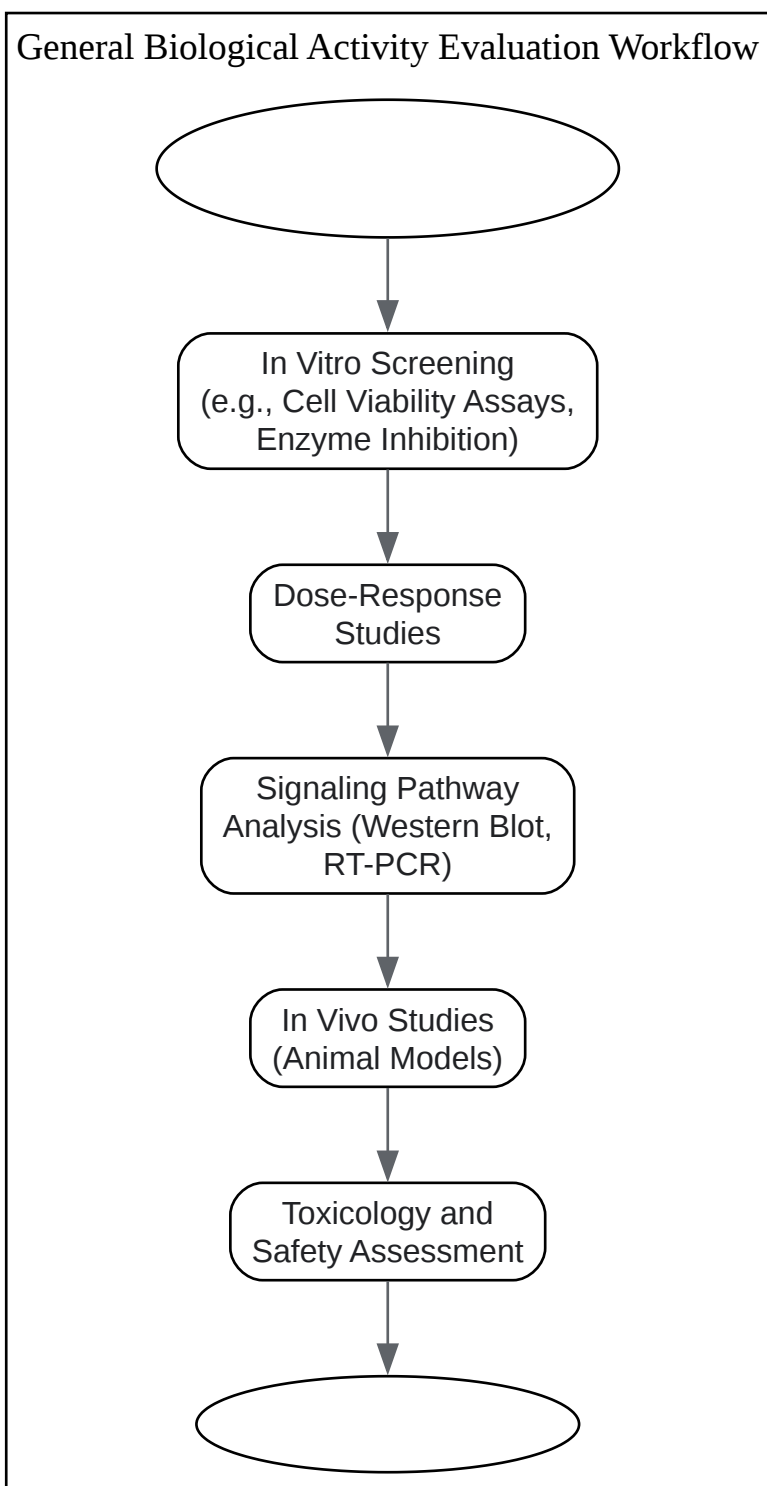 General Biological Activity Evaluation Workflow
In Vitro Screening
(e.g., Cell Viability Assays,
Enzyme Inhibition)
Dose-Response
Studies
Signaling Pathway
Analysis (Western Blot,
RT-PCR)
In Vivo Studies
(Animal Models)
Toxicology and
Safety Assessment